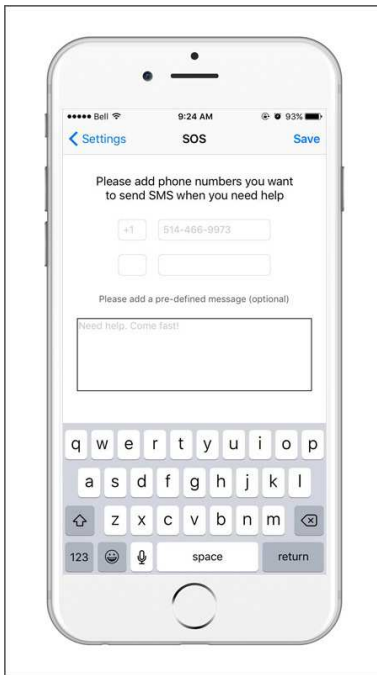 Bell 9:24 AM 93%
Settings SOS Save
Please add phone numbers you want
to send SMS when you need help
+1 514-466-9973
Please add a pre-defined message (optional)
Need help. Come fast!
q w e r t y u i o p
a s d f g h j k l
z x c v b n m
123 space return